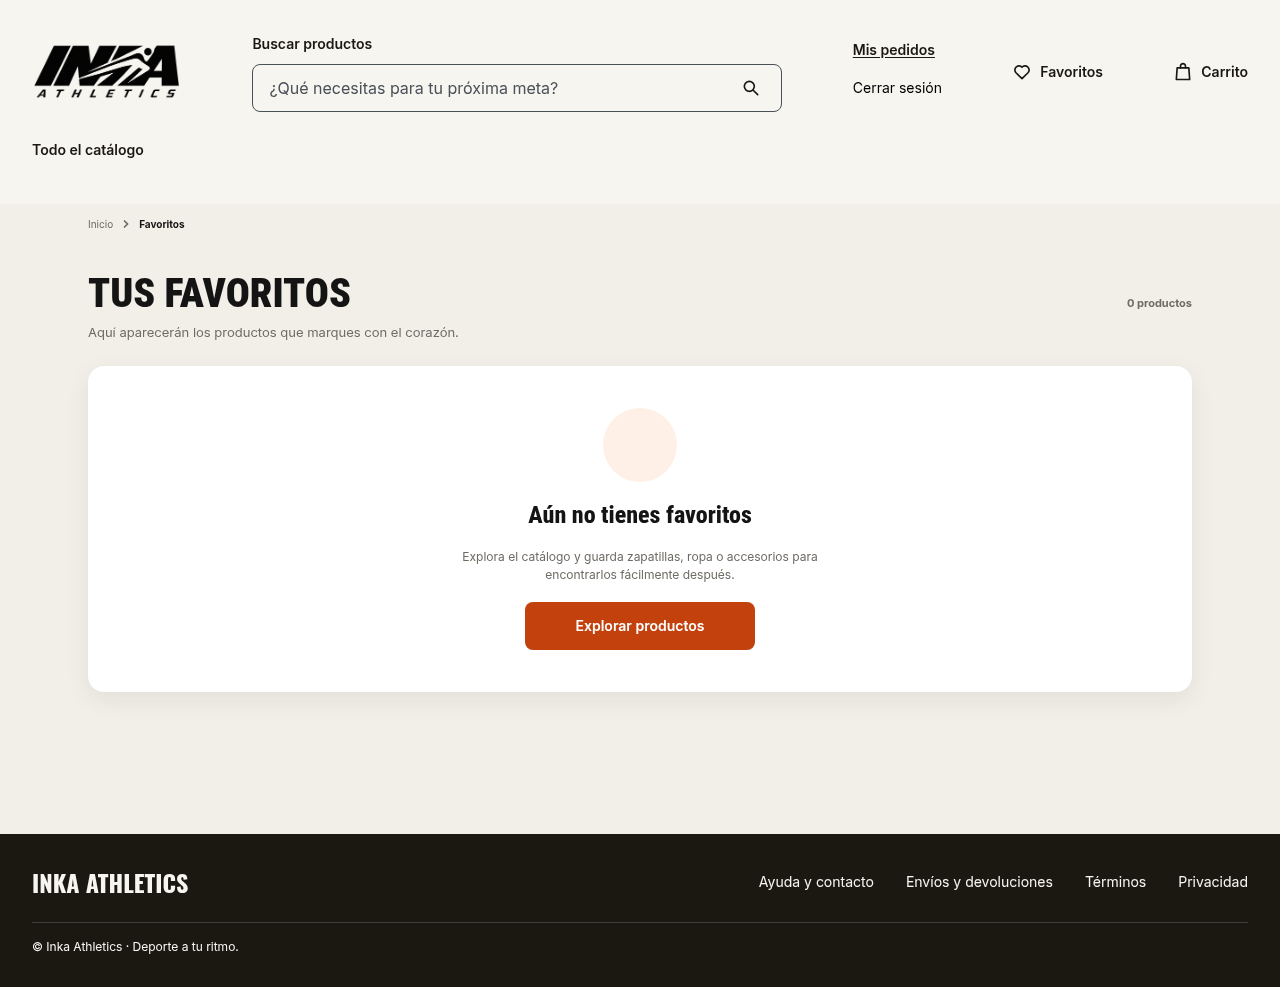 INKA
ATHLETICS
Buscar productos
¿Qué necesitas para tu próxima meta?
Mis pedidos
Cerrar sesión
Favoritos
Carrito
Todo el catálogo
Inicio
Favoritos
TUS FAVORITOS
0 productos
Aquí aparecerán los productos que marques con el corazón.
Aún no tienes favoritos
Explora el catálogo y guarda zapatillas, ropa o accesorios para
encontrarlos fácilmente después.
Explorar productos
INKA ATHLETICS
Ayuda y contacto
Envíos y devoluciones
Términos
Privacidad
© Inka Athletics · Deporte a tu ritmo.